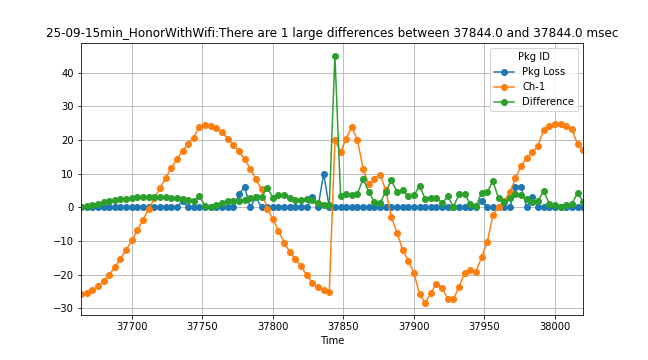 25-09-15min_HonorWithWifi:There are 1 large differences between 37844.0 and 37844.0 msec
Pkg ID
Pkg Loss
Ch-1
Difference
40
30
20
10
0
−10
−20
−30
37700 37750 37800 37850 37900 37950 38000
Time